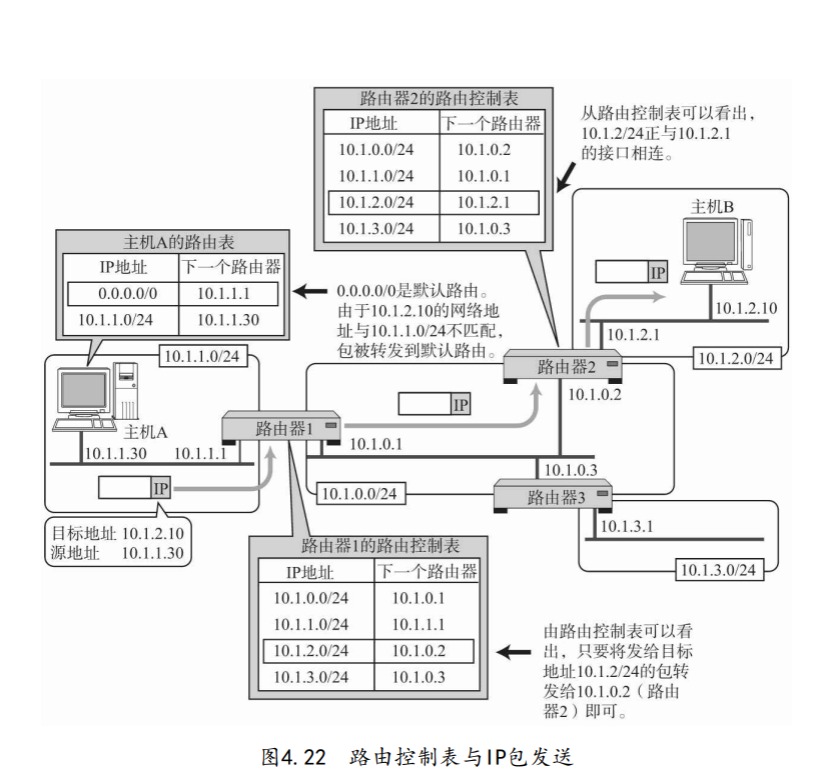 路由器2的路由控制表
IP地址 下一个路由器
10.1.0.0/24 10.1.0.2
10.1.1.0/24 10.1.0.1
10.1.2.0/24 10.1.2.1
10.1.3.0/24 10.1.0.3
从路由控制表可以看出，
10.1.2/24正与10.1.2.1
的接口相连。
主机B
IP
10.1.2.10
10.1.2.1
10.1.2.0/24
主机A的路由表
IP地址 下一个路由器
0.0.0.0/0 10.1.1.1
10.1.1.0/24 10.1.1.30
0.0.0.0/0是默认路由。
由于10.1.2.10的网络地
址与10.1.1.0/24不匹配，
包被转发到默认路由。
10.1.1.0/24
主机A
10.1.1.30 10.1.1.1
IP
目标地址 10.1.2.10
源地址 10.1.1.30
路由器1
IP
10.1.0.1
10.1.0.0/24
路由器2
10.1.0.2
10.1.0.3
路由器3
10.1.3.1
10.1.3.0/24
路由器1的路由控制表
IP地址 下一个路由器
10.1.0.0/24 10.1.0.1
10.1.1.0/24 10.1.1.1
10.1.2.0/24 10.1.0.2
10.1.3.0/24 10.1.0.3
由路由控制表可以看
出，只要将发给目标
地址10.1.2/24的包转
发给10.1.0.2（路由
器2）即可。
图4.22 路由控制表与IP包发送